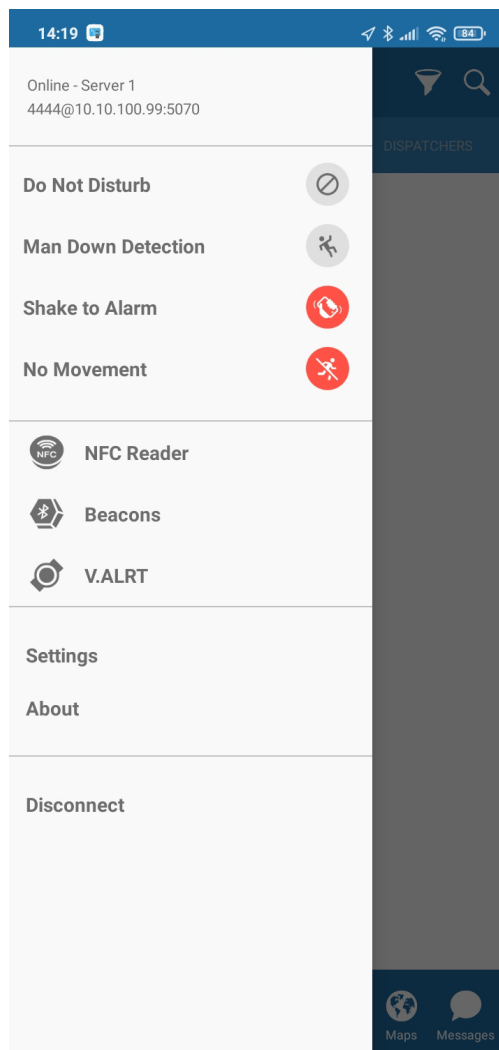 14:19
84
Online - Server 1
4444@10.10.100.99:5070
DISPATCHERS
Do Not Disturb
Man Down Detection
Shake to Alarm
No Movement
NFC
NFC Reader
Beacons
V.ALRT
Settings
About
Disconnect
Maps
Messages